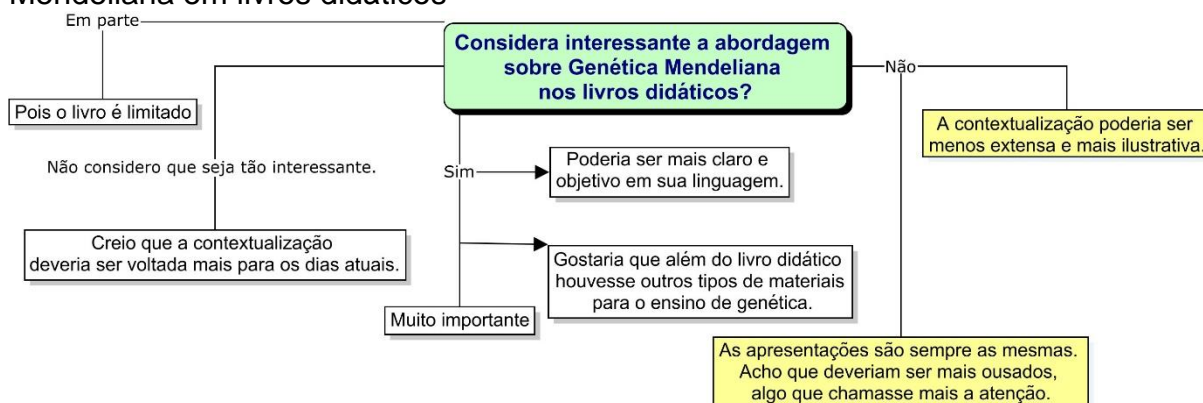 Mendeliana em livros didáticos
Em parte
Considera interessante a abordagem
sobre Genética Mendeliana
nos livros didáticos?
Não
Pois o livro é limitado
A contextualização poderia ser
menos extensa e mais ilustrativa.
Não considero que seja tão interessante.
Sim
Poderia ser mais claro e
objetivo em sua linguagem.
Creio que a contextualização
deveria ser voltada mais para os dias atuais.
Gostaria que além do livro didático
houvesse outros tipos de materiais
para o ensino de genética.
Muito importante
As apresentações são sempre as mesmas.
Acho que deveriam ser mais ousados,
algo que chamasse mais a atenção.